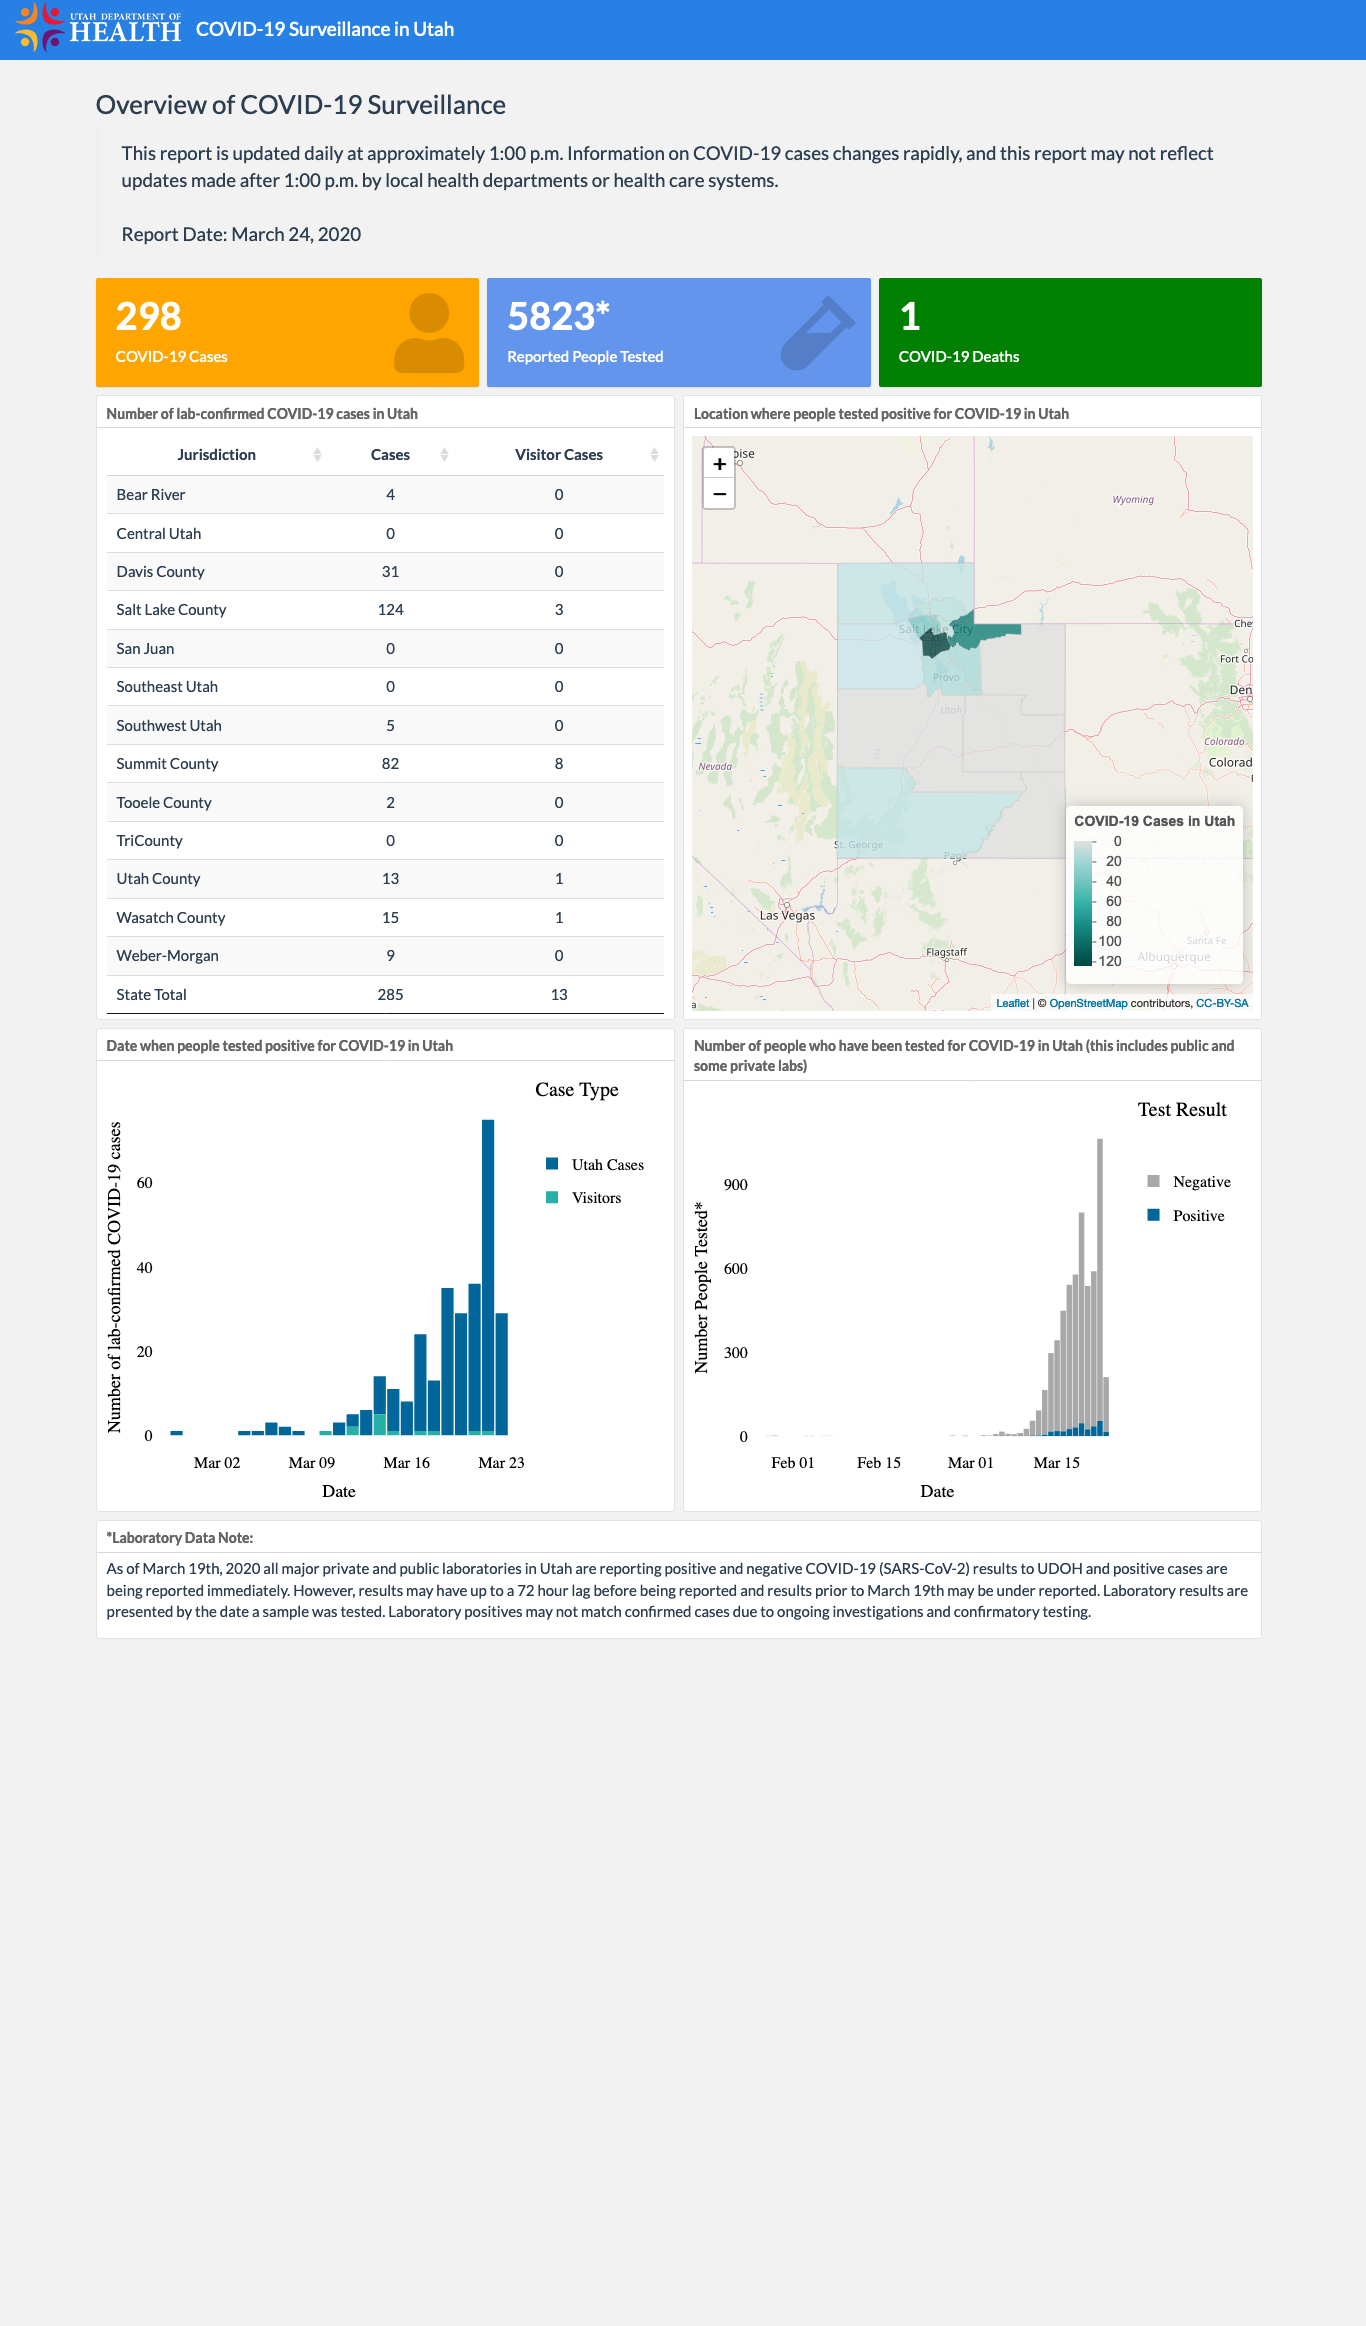 UTAH DEPARTMENT OF
HEALTH
COVID-19 Surveillance in Utah
Overview of COVID-19 Surveillance
This report is updated daily at approximately 1:00 p.m. Information on COVID-19 cases changes rapidly, and this report may not reflect
updates made after 1:00 p.m. by local health departments or health care systems.
Report Date: March 24, 2020
298
COVID-19 Cases
5823*
Reported People Tested
1
COVID-19 Deaths
Number of lab-confirmed COVID-19 cases in Utah
Jurisdiction Cases Visitor Cases
Bear River 4 0
Central Utah 0 0
Davis County 31 0
Salt Lake County 124 3
San Juan 0 0
Southeast Utah 0 0
Southwest Utah 5 0
Summit County 82 8
Tooele County 2 0
TriCounty 0 0
Utah County 13 1
Wasatch County 15 1
Weber-Morgan 9 0
State Total 285 13
Location where people tested positive for COVID-19 in Utah
+
−
oise
Wyoming
Salt Lake City
Che
Fort Co
Provo
Den
Utah
Colorado
Nevada
Colorad
St. George
Page
Las Vegas
Flagstaff
Santa Fe
Albuquerque
a
COVID-19 Cases in Utah
0
20
40
60
80
100
120
Leaflet | © OpenStreetMap contributors, CC-BY-SA
Date when people tested positive for COVID-19 in Utah
Case Type
Utah Cases
Visitors
Number of lab-confirmed COVID-19 cases
60
40
20
0
Mar 02 Mar 09 Mar 16 Mar 23
Date
Number of people who have been tested for COVID-19 in Utah (this includes public and
some private labs)
Test Result
Negative
Positive
Number People Tested*
900
600
300
0
Feb 01 Feb 15 Mar 01 Mar 15
Date
*Laboratory Data Note:
As of March 19th, 2020 all major private and public laboratories in Utah are reporting positive and negative COVID-19 (SARS-CoV-2) results to UDOH and positive cases are
being reported immediately. However, results may have up to a 72 hour lag before being reported and results prior to March 19th may be under reported. Laboratory results are
presented by the date a sample was tested. Laboratory positives may not match confirmed cases due to ongoing investigations and confirmatory testing.